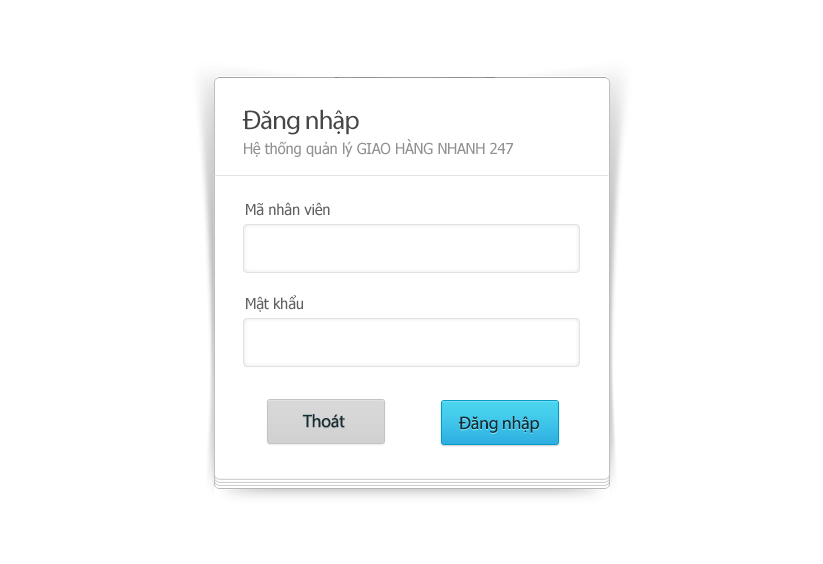 Đăng nhập
Hệ thống quản lý GIAO HÀNG NHANH 247
Mã nhân viên
Mật khẩu
Thoát
Đăng nhập